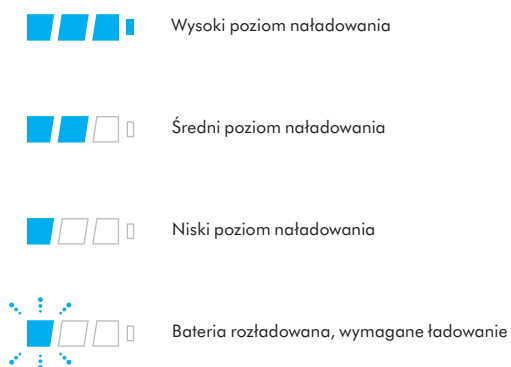 Wysoki poziom naładowania
Średni poziom naładowania
Niski poziom naładowania
Bateria rozładowana, wymagane ładowanie